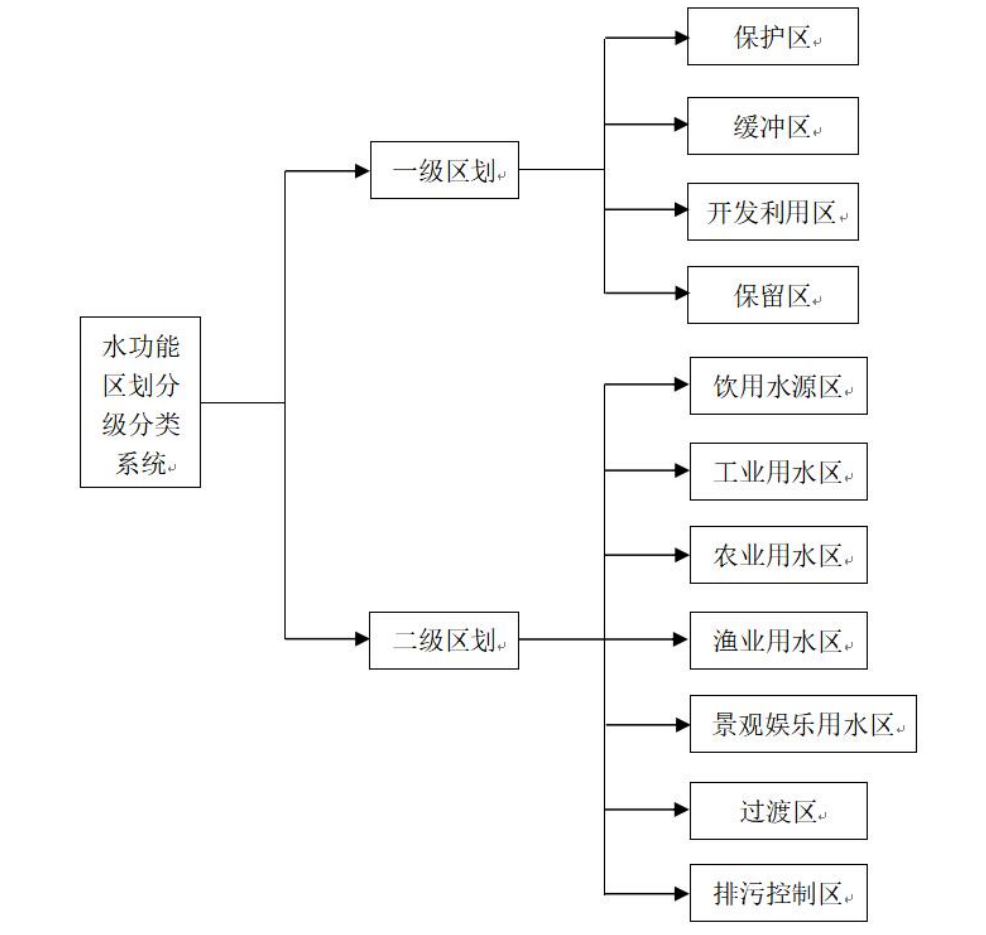 水功能
区划分
级分类
系统
一级区划
保护区
缓冲区
开发利用区
保留区
二级区划
饮用水源区
工业用水区
农业用水区
渔业用水区
景观娱乐用水区
过渡区
排污控制区